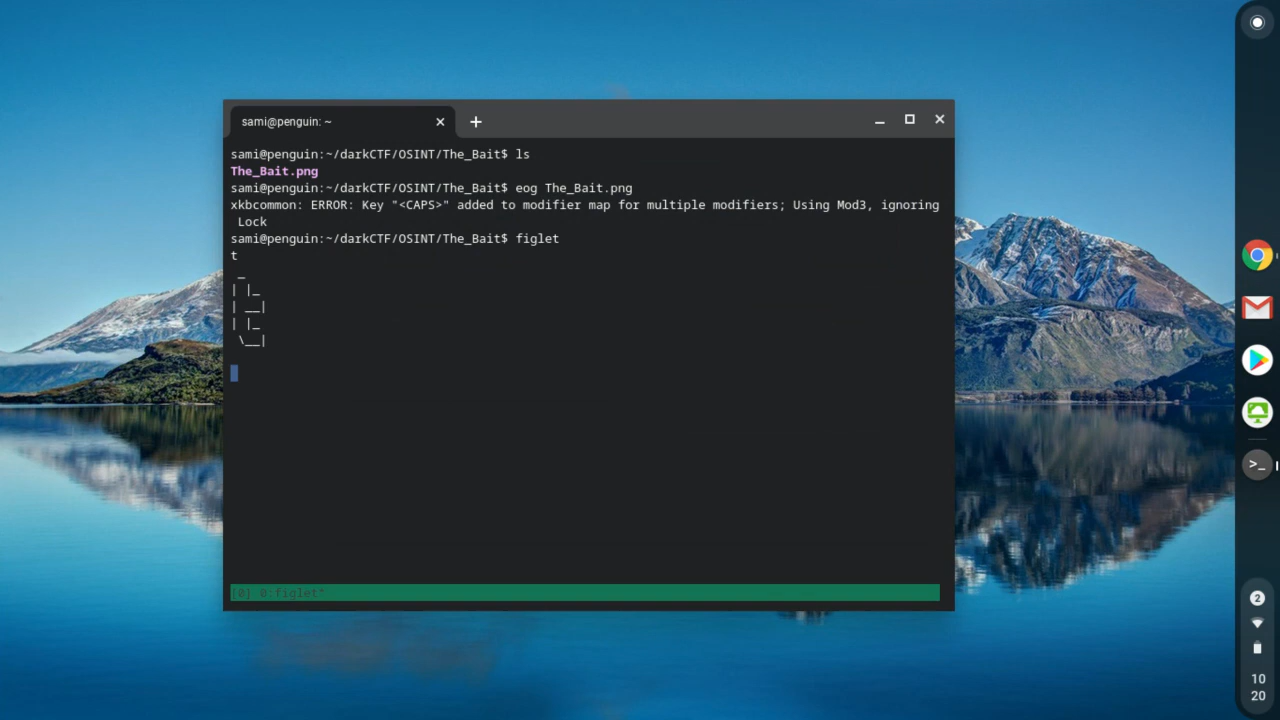 sami@penguin: ~
sami@penguin:~/darkCTF/OSINT/The_Bait$ ls
The_Bait.png
sami@penguin:~/darkCTF/OSINT/The_Bait$ eog The_Bait.png
xkbcommon: ERROR: Key "<CAPS>" added to modifier map for multiple modifiers; Using Mod3, ignoring
Lock
sami@penguin:~/darkCTF/OSINT/The_Bait$ figlet
t
 _
| |_
| __|
| |_
 \__|
[0] 0:figlet*
>_
2
10
20